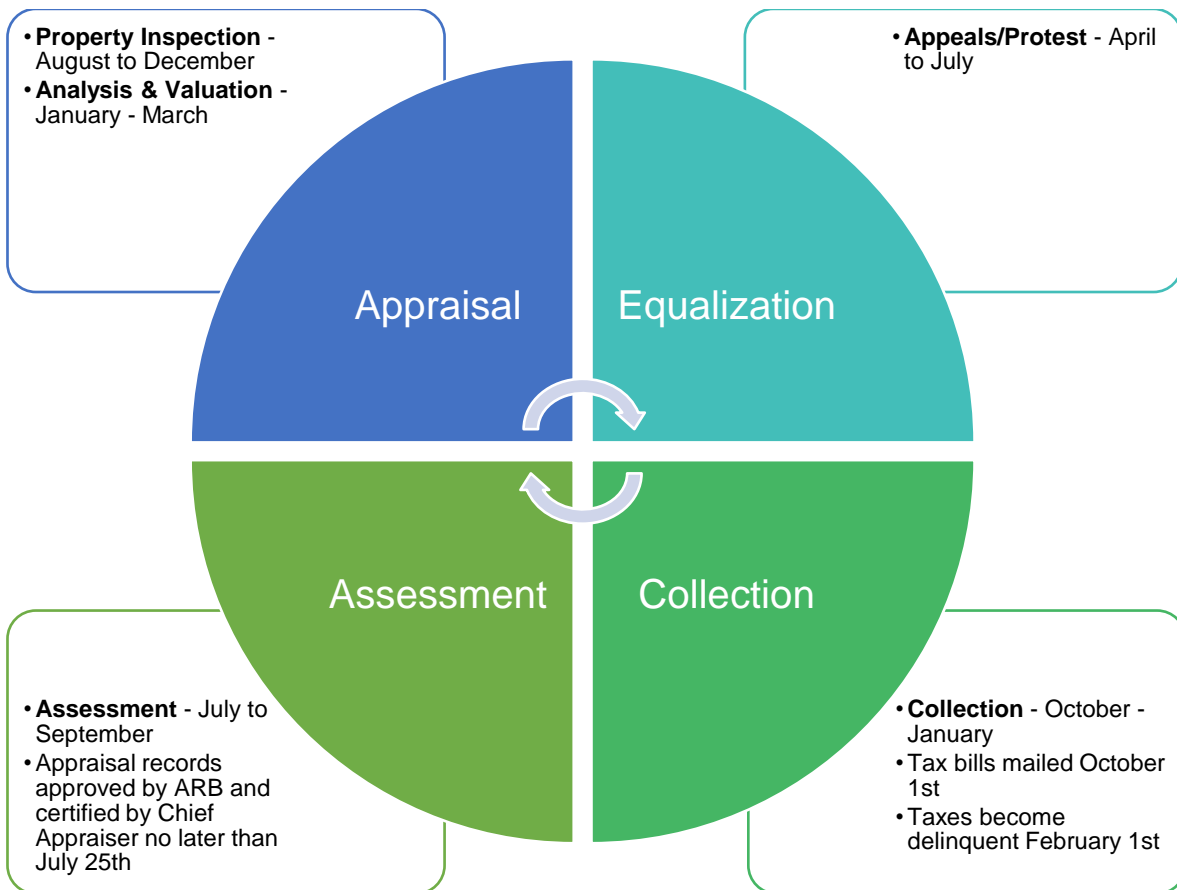 • Property Inspection -
August to December
• Analysis & Valuation -
January - March
• Appeals/Protest - April
to July
Appraisal
Equalization
Assessment
Collection
• Assessment - July to
September
• Appraisal records
approved by ARB and
certified by Chief
Appraiser no later than
July 25th
• Collection - October -
January
• Tax bills mailed October
1st
• Taxes become
delinquent February 1st